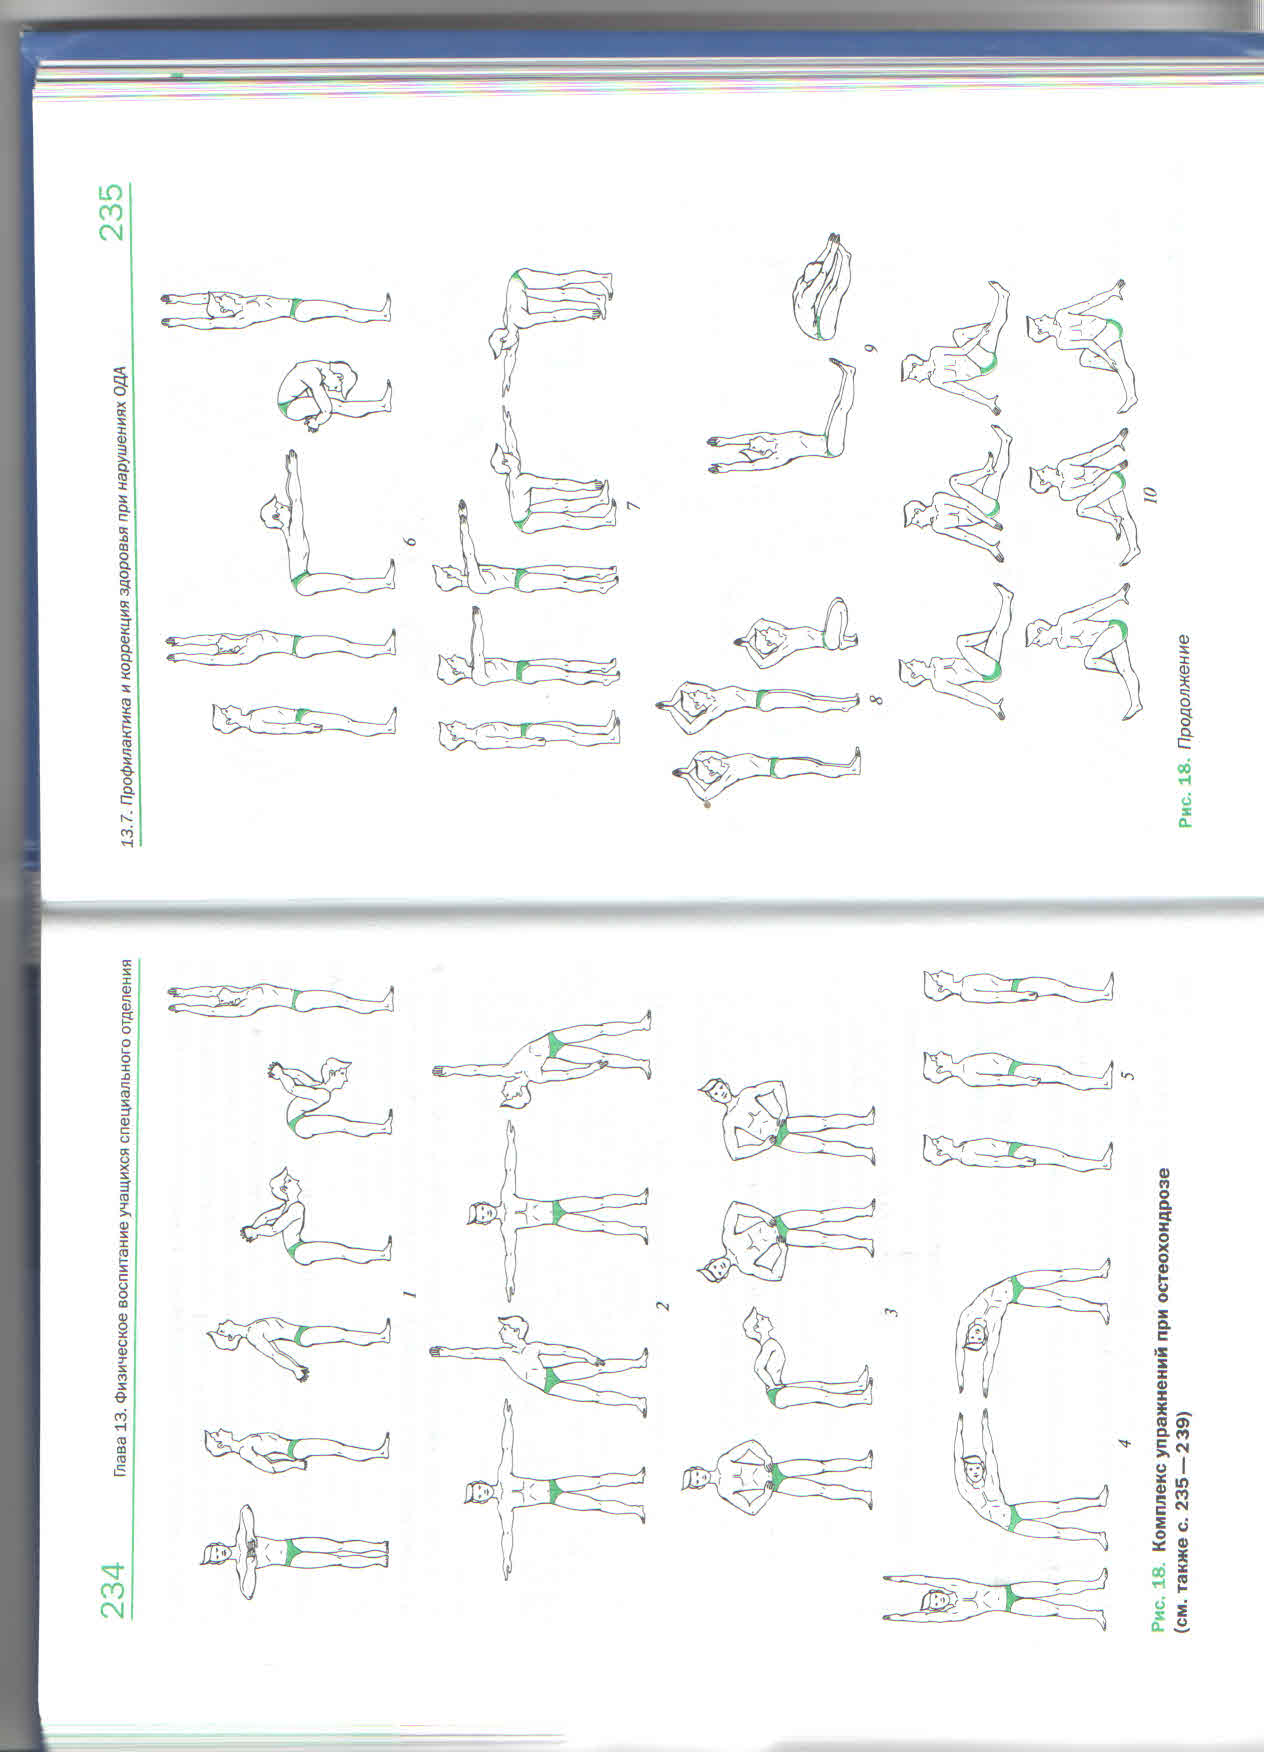 234
Глава 13. Физическое воспитание учащихся специального отделения
1
2
3
4
5
Рис. 18. Комплекс упражнений при остеохондрозе
(см. также с. 235—239)
13.7. Профилактика и коррекция здоровья при нарушениях ОДА
235
6
7
8
9
10
Рис. 18. Продолжение